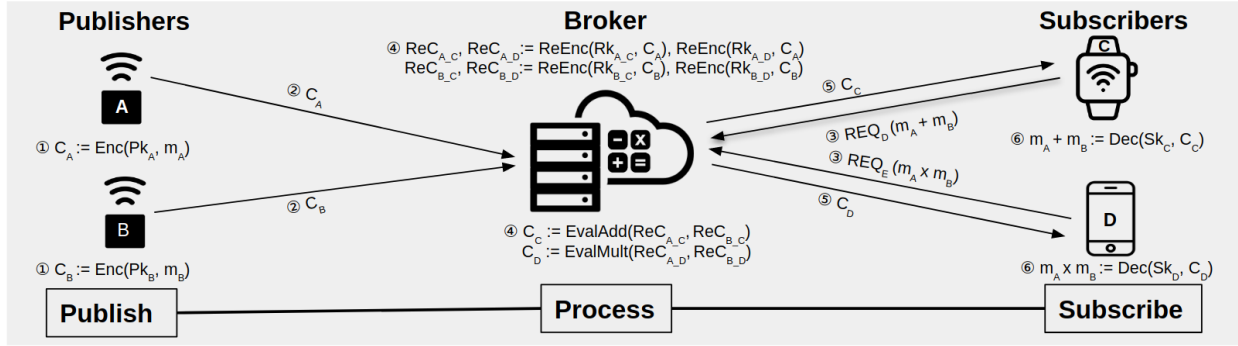 Publishers
Broker
Subscribers
④ ReC_A_C, ReC_A_D:= ReEnc(Rk_A_C, C_A), ReEnc(Rk_A_D, C_A)
ReC_B_C, ReC_B_D:= ReEnc(Rk_B_C, C_B), ReEnc(Rk_B_D, C_B)
A
② C_A
① C_A := Enc(Pk_A, m_A)
B
② C_B
① C_B := Enc(Pk_B, m_B)
- x
+ =
④ C_C := EvalAdd(ReC_A_C, ReC_B_C)
C_D := EvalMult(ReC_A_D, ReC_B_D)
⑤ C_C
③ REQ_D (m_A + m_B)
③ REQ_E (m_A x m_B)
⑤ C_D
C
⑥ m_A + m_B := Dec(Sk_C, C_C)
D
⑥ m_A x m_B := Dec(Sk_D, C_D)
Publish
Process
Subscribe